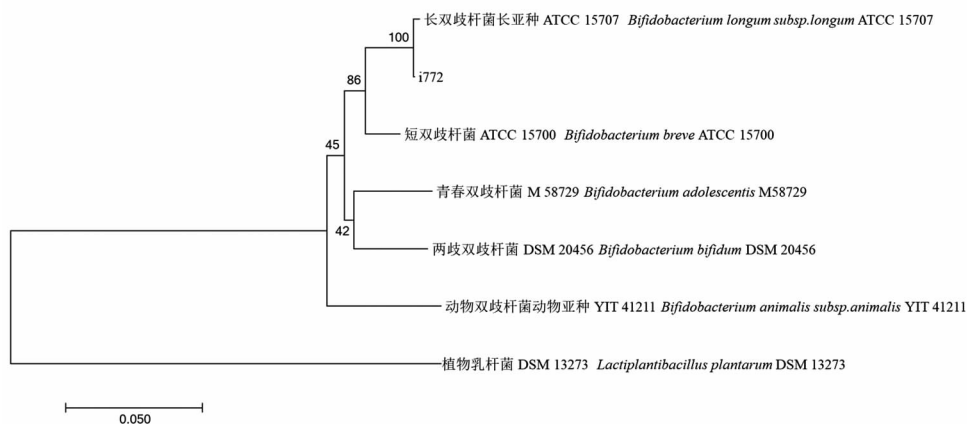 长双歧杆菌长亚种 ATCC 15707 Bifidobacterium longum subsp.longum ATCC 15707
100
i772
86
短双歧杆菌 ATCC 15700 Bifidobacterium breve ATCC 15700
45
青春双歧杆菌 M 58729 Bifidobacterium adolescentis M58729
42
两歧双歧杆菌 DSM 20456 Bifidobacterium bifidum DSM 20456
动物双歧杆菌动物亚种 YIT 41211 Bifidobacterium animalis subsp.animalis YIT 41211
植物乳杆菌 DSM 13273 Lactiplantibacillus plantarum DSM 13273
0.050